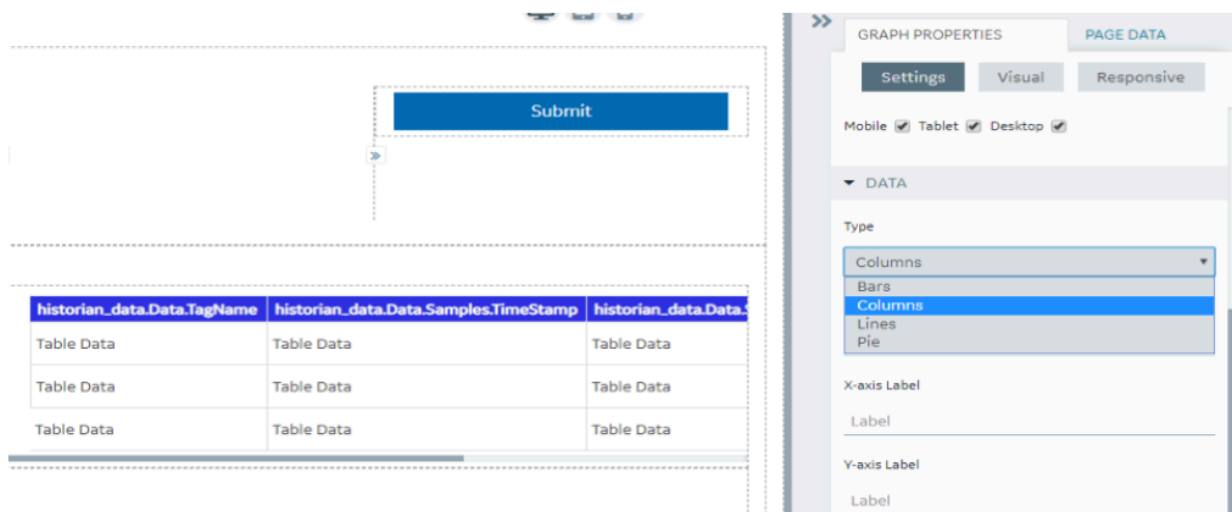 GRAPH PROPERTIES PAGE DATA
Settings Visual Responsive
Mobile Tablet Desktop
DATA
Type
Columns
Bars
Columns
Lines
Pie
X-axis Label
Label
Y-axis Label
Label
Submit
historian_data.Data.TagName historian_data.Data.Samples.TimeStamp historian_data.Data.
Table Data Table Data Table Data
Table Data Table Data Table Data
Table Data Table Data Table Data